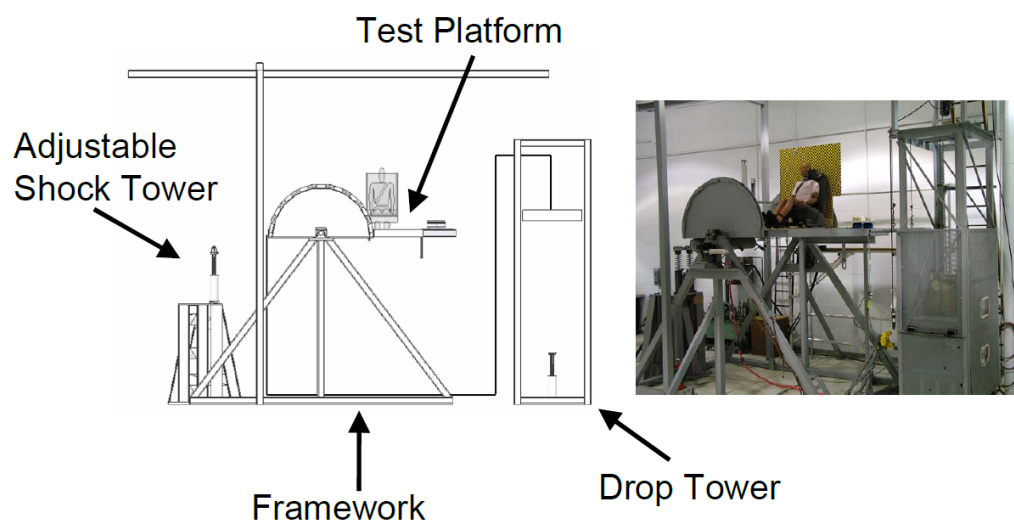 Test Platform
Adjustable
Shock Tower
Framework
Drop Tower